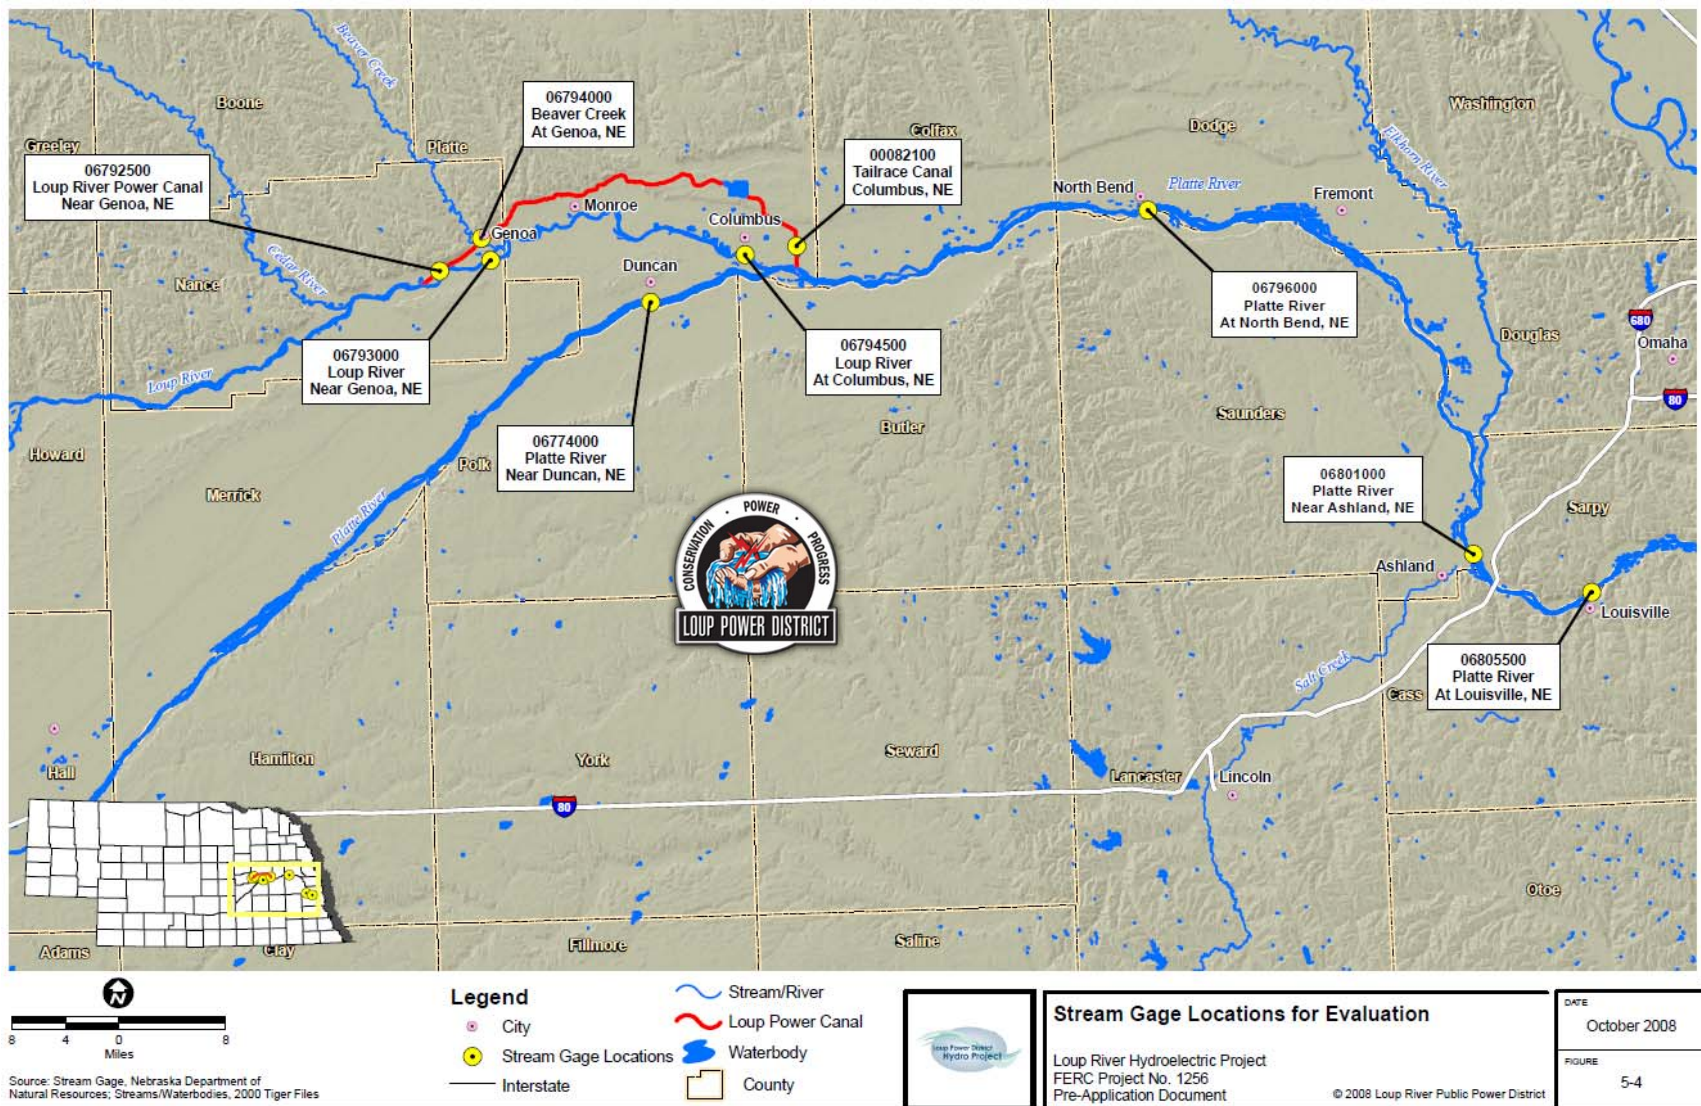 Beaver Creek
Boone
06794000
Beaver Creek
At Genoa, NE
Colfax
Dodge
Washington
Greeley
Platte
Elkhorn River
06792500
Loup River Power Canal
Near Genoa, NE
00082100
Tailrace Canal
Columbus, NE
North Bend
Platte River
Fremont
Monroe
Columbus
Genoa
Cedar River
Duncan
Nance
06796000
Platte River
At North Bend, NE
680
Douglas
Omaha
06793000
Loup River
Near Genoa, NE
06794500
Loup River
At Columbus, NE
Loup River
80
Saunders
Butler
06774000
Platte River
Near Duncan, NE
Howard
Polk
Merrick
06801000
Platte River
Near Ashland, NE
Sarpy
Platte River
CONSERVATION · POWER · PROGRESS
LOUP POWER DISTRICT
Ashland
Louisville
06805500
Platte River
At Louisville, NE
Salt Creek
Cass
Hall
Hamilton
York
Seward
Lancaster
Lincoln
80
Otoe
Adams
Clay
Fillmore
Saline
N
8 4 0 8
Miles
Source: Stream Gage, Nebraska Department of
Natural Resources; Streams/Waterbodies, 2000 Tiger Files
Legend
City
Stream Gage Locations
Interstate
Stream/River
Loup Power Canal
Waterbody
County
Loup Power District
Hydro Project
Stream Gage Locations for Evaluation
Loup River Hydroelectric Project
FERC Project No. 1256
Pre-Application Document
© 2008 Loup River Public Power District
DATE
October 2008
FIGURE
5-4